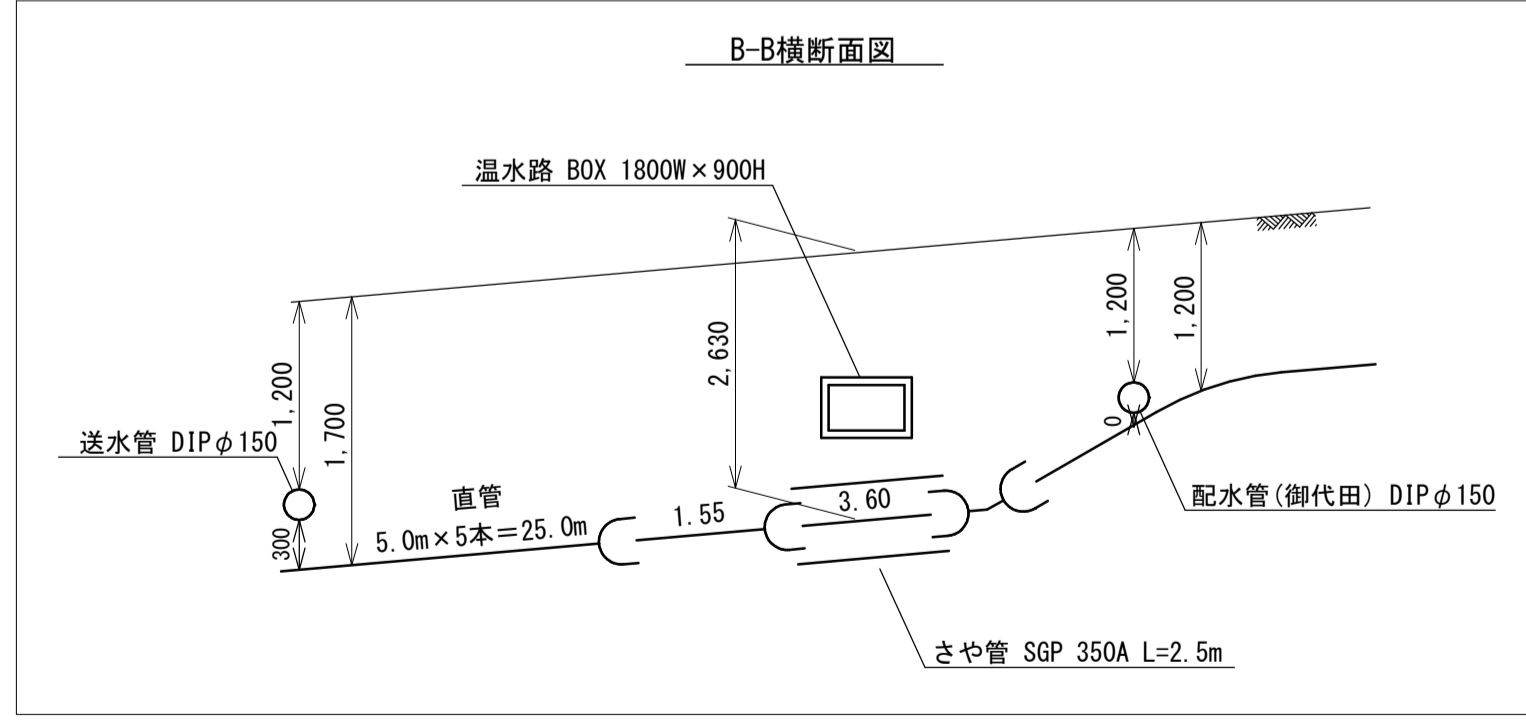 B-B横断面図
温水路 BOX 1800W×900H
1,200
1,700
2,630
1,200
1,200
0
送水管 DIPφ150
300
直管
5.0m×5本=25.0m
1.55
3.60
配水管(御代田) DIPφ150
さや管 SGP 350A L=2.5m